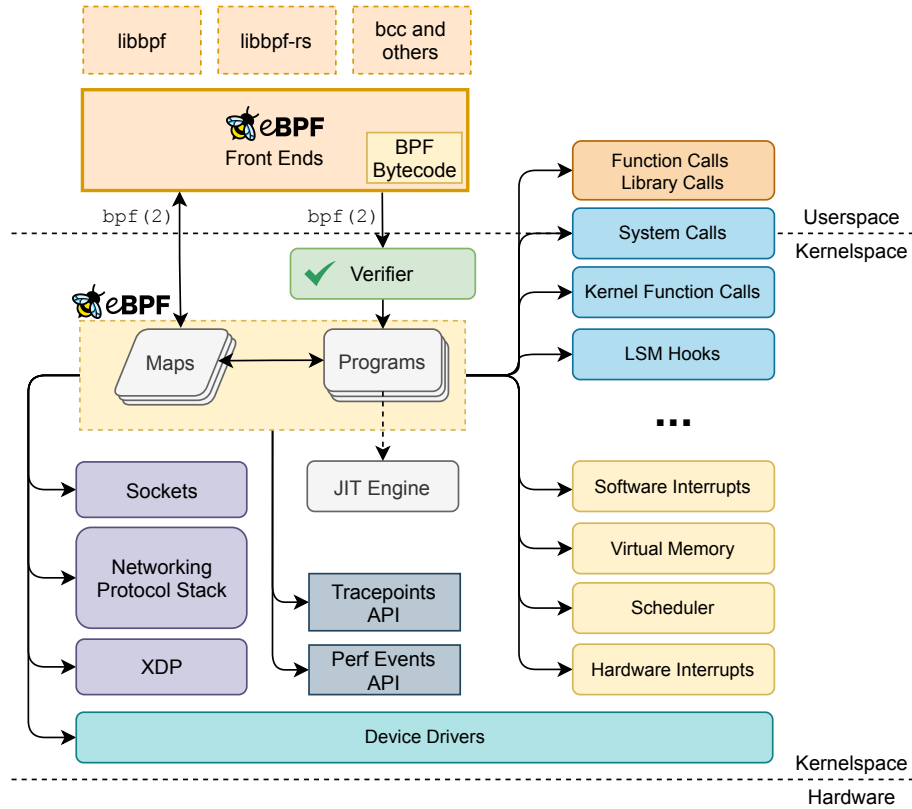 libbpf
libbpf-rs
bcc and
others
eBPF
Front Ends
BPF
Bytecode
bpf(2)
bpf(2)
Function Calls
Library Calls
Userspace
System Calls
Kernelspace
Verifier
Kernel Function Calls
eBPF
Maps
Programs
LSM Hooks
...
JIT Engine
Sockets
Software Interrupts
Networking
Protocol Stack
Virtual Memory
Tracepoints
API
Scheduler
XDP
Perf Events
API
Hardware Interrupts
Device Drivers
Kernelspace
Hardware